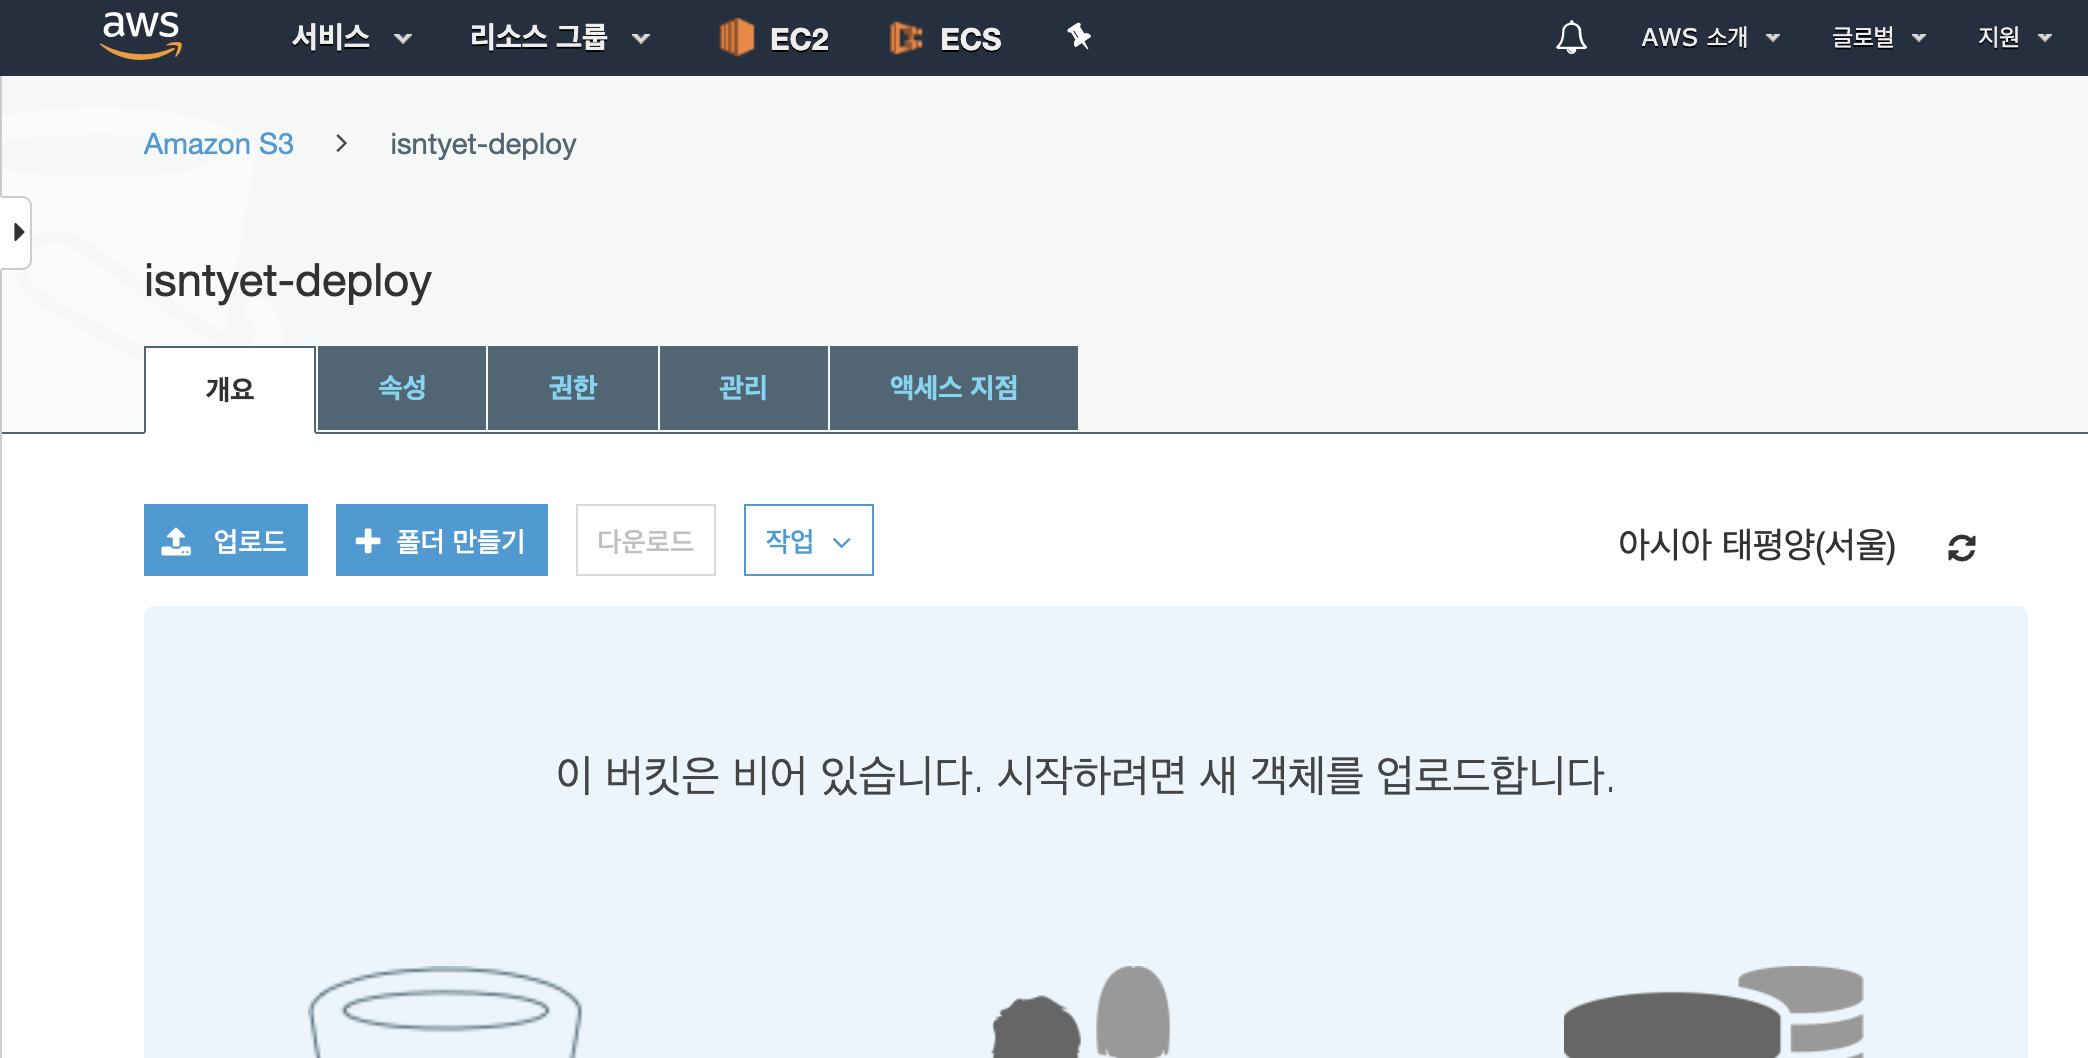 aws 서비스 리소스 그룹 EC2 ECS AWS 소개 글로벌 지원
Amazon S3 > isntyet-deploy
isntyet-deploy
개요 속성 권한 관리 액세스 지점
업로드 + 폴더 만들기 다운로드 작업 아시아 태평양(서울)
이 버킷은 비어 있습니다. 시작하려면 새 객체를 업로드합니다.